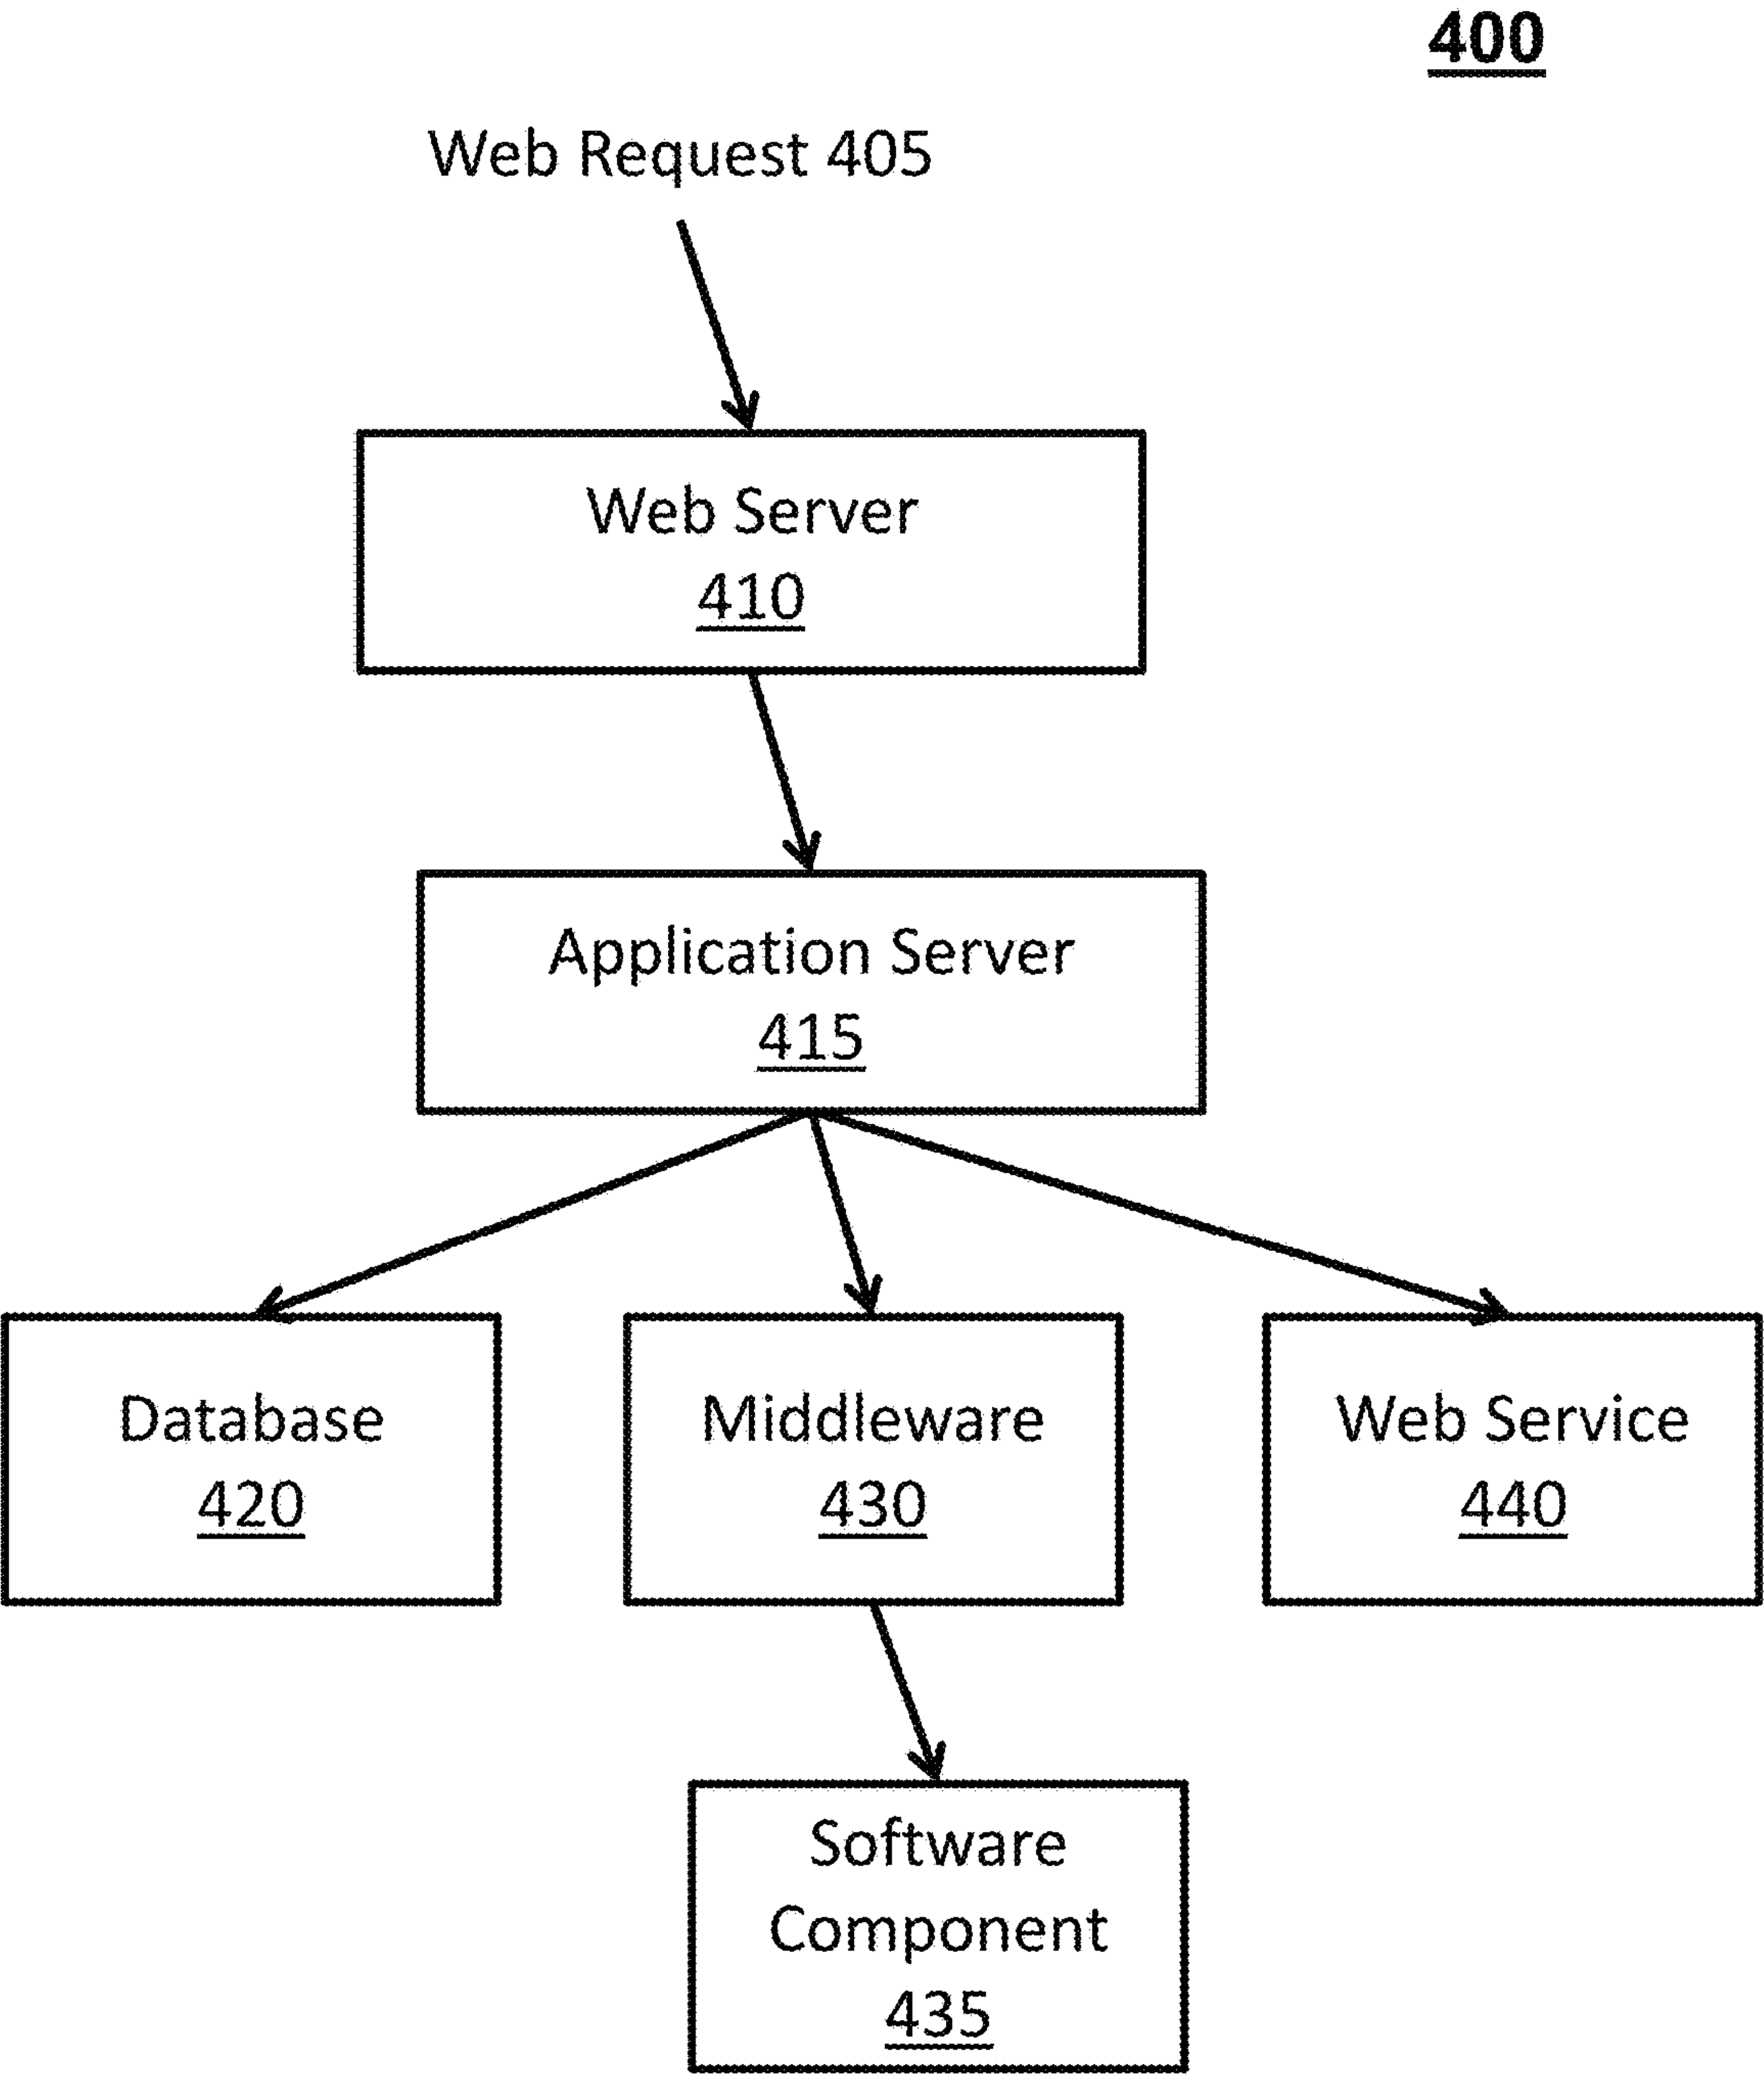 400
Web Request 405
Web Server
410
Application Server
415
Database
420
Middleware
430
Web Service
440
Software
Component
435